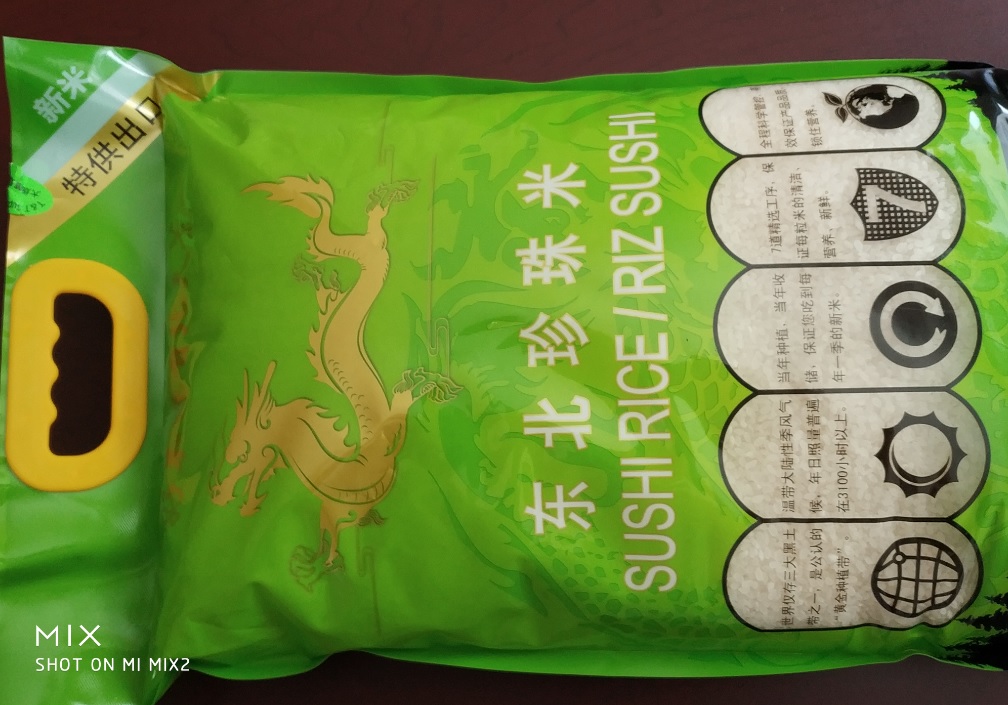 新米
特供出口
东北珍珠米
SUSHI RICE / RIZ SUSHI
世界仅存三大黑土
带之一，是公认的
“黄金种植带”。
温带大陆性季风气
候，年日照量普遍
在3100小时以上。
当年种植、当年收
储，保证您吃到每
年一季的新米。
7道精选工序，保
证每粒米的清洁、
营养、新鲜。
7
全程科学管控，
效保证产品品质
锁住营养。
MIX
SHOT ON MI MIX2